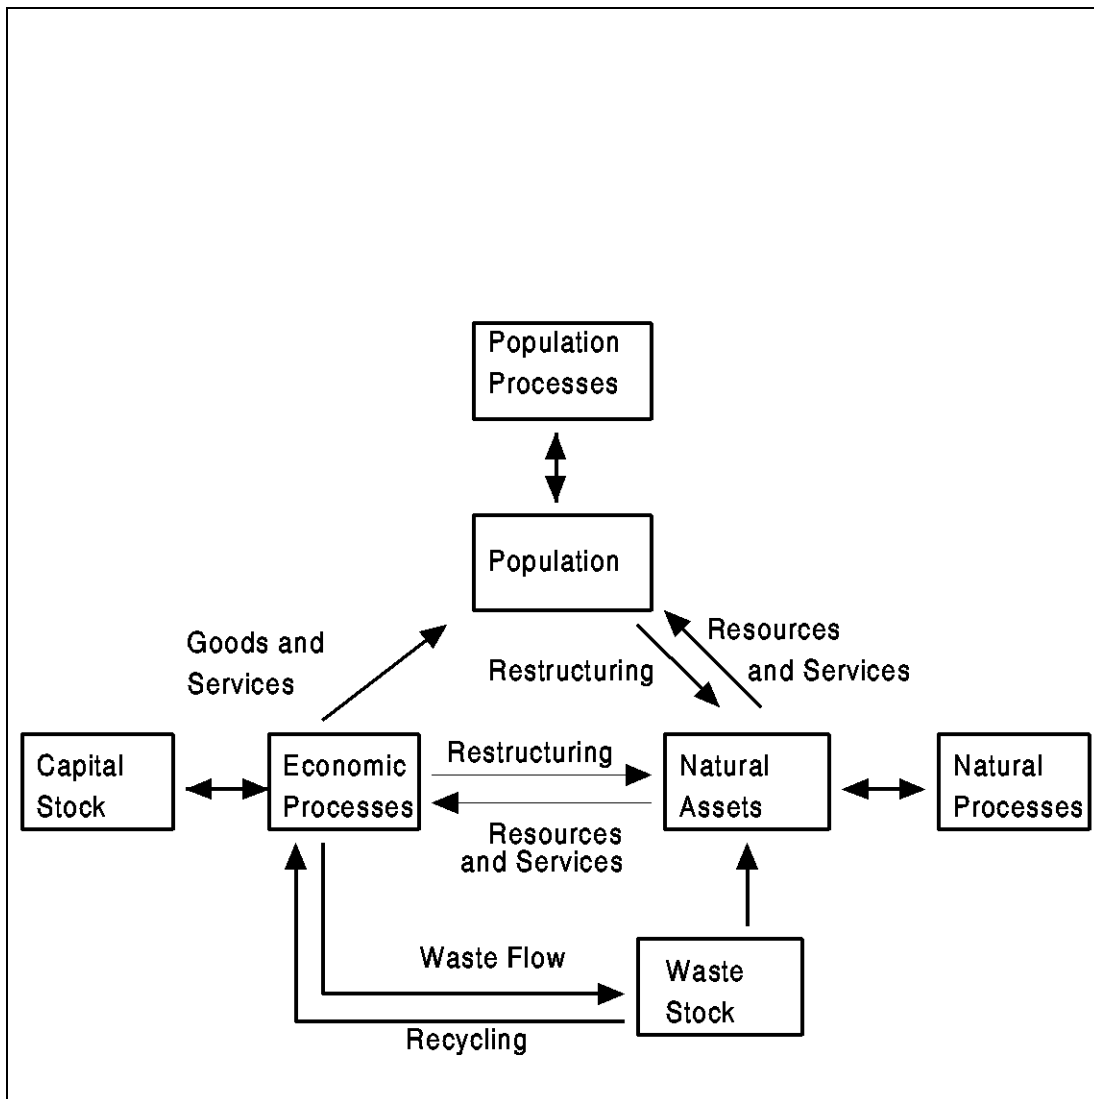 Population
Processes
Population
Goods and
Services
Restructuring
Resources
and Services
Capital
Stock
Economic
Processes
Restructuring
Resources
and Services
Natural
Assets
Natural
Processes
Waste Flow
Recycling
Waste
Stock